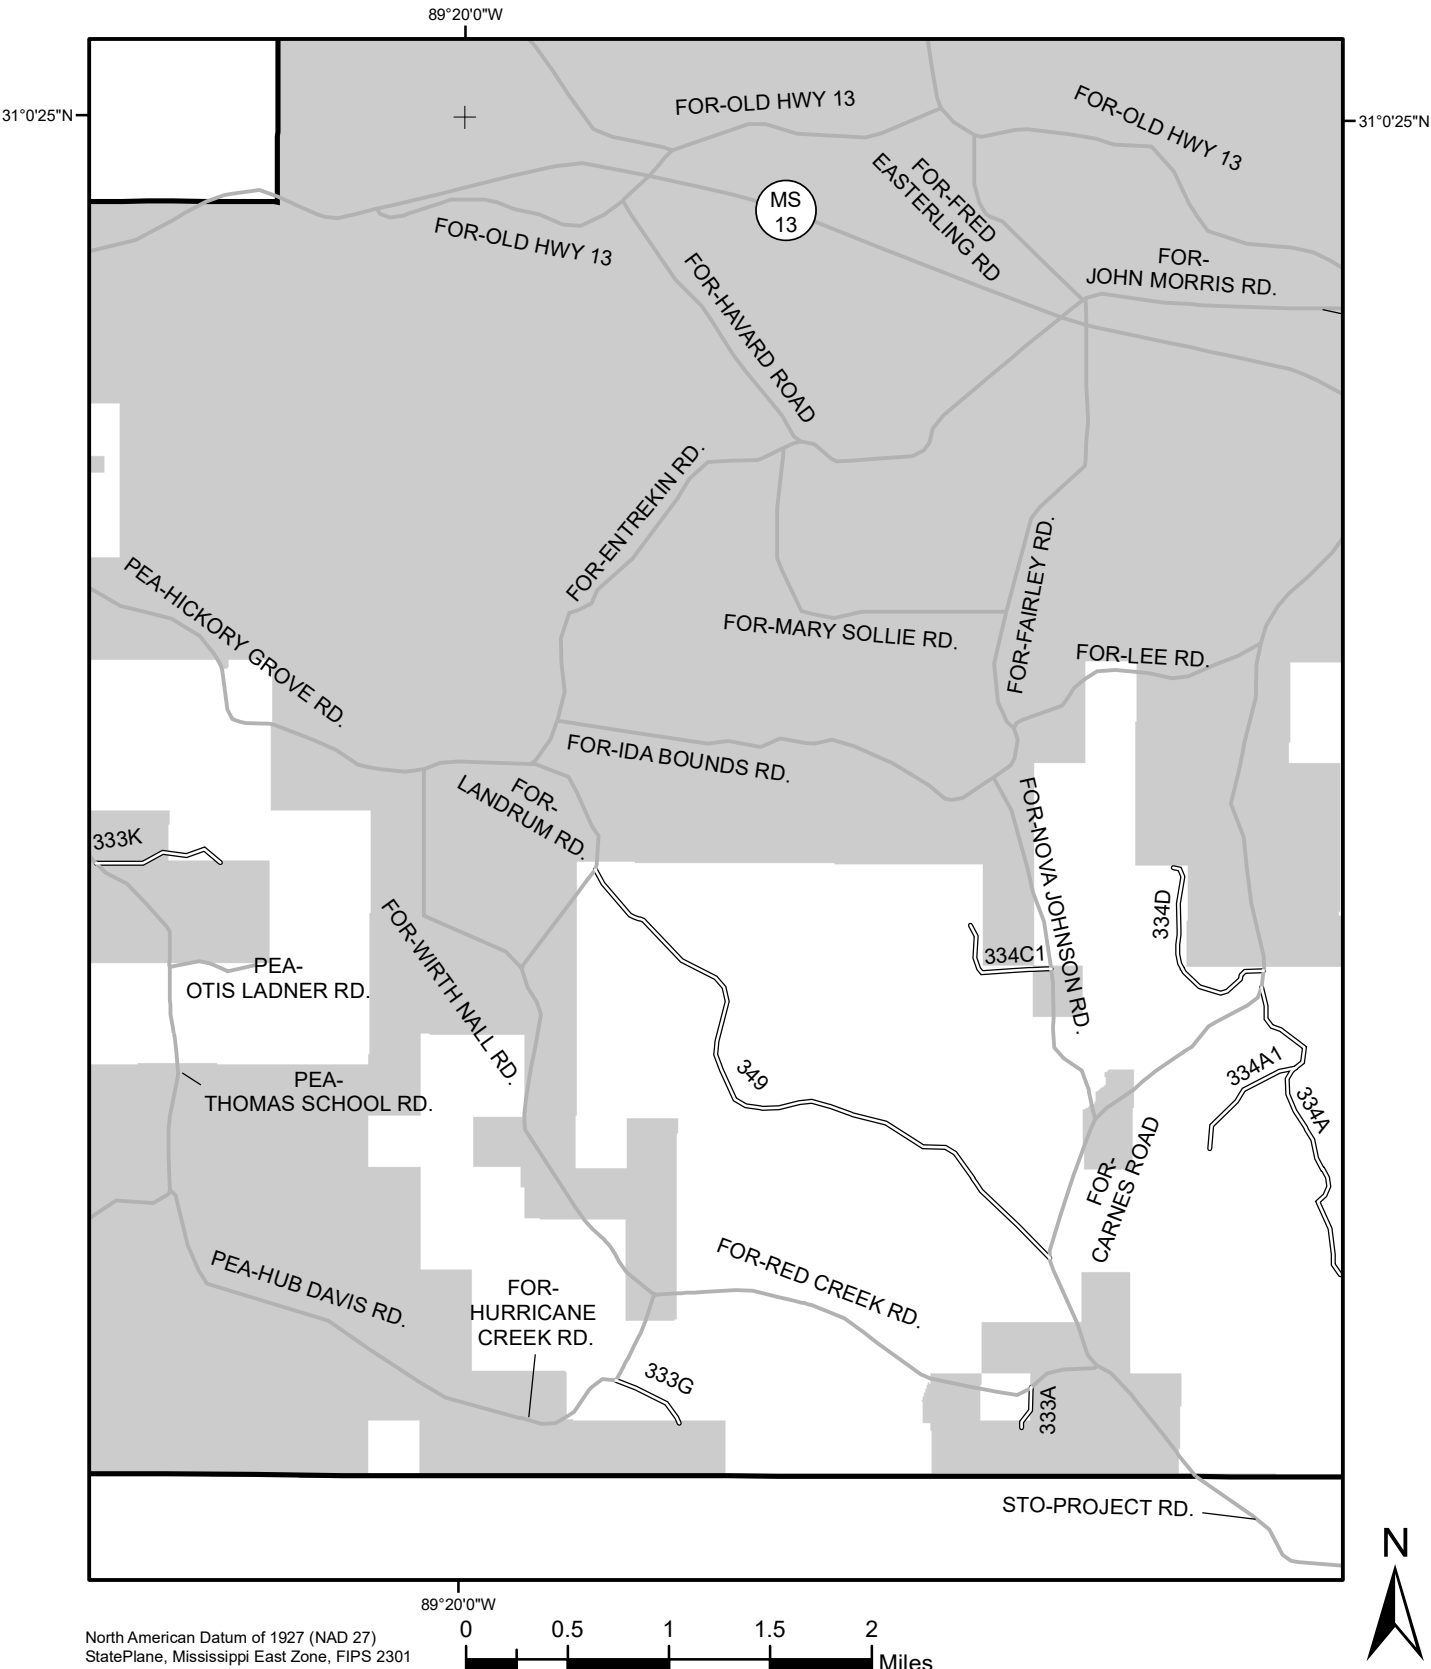 89°20'0"W
31°0'25"N
31°0'25"N
FOR-OLD HWY 13
FOR-OLD HWY 13
FOR-FRED
EASTERLING RD
MS
13
FOR-OLD HWY 13
FOR-
JOHN MORRIS RD.
FOR-HAVARD ROAD
FOR-ENTREKIN RD.
FOR-FAIRLEY RD.
PEA-HICKORY GROVE RD.
FOR-MARY SOLLIE RD.
FOR-LEE RD.
FOR-IDA BOUNDS RD.
FOR-
LANDRUM RD.
FOR-NOVA JOHNSON RD.
333K
334D
FOR-WIRTH NALL RD.
334C1
PEA-
OTIS LADNER RD.
349
334A1
334A
PEA-
THOMAS SCHOOL RD.
FOR-
CARNES ROAD
PEA-HUB DAVIS RD.
FOR-RED CREEK RD.
FOR-
HURRICANE
CREEK RD.
333G
333A
STO-PROJECT RD.
N
89°20'0"W
0 0.5 1 1.5 2
Miles
North American Datum of 1927 (NAD 27)
StatePlane, Mississippi East Zone, FIPS 2301